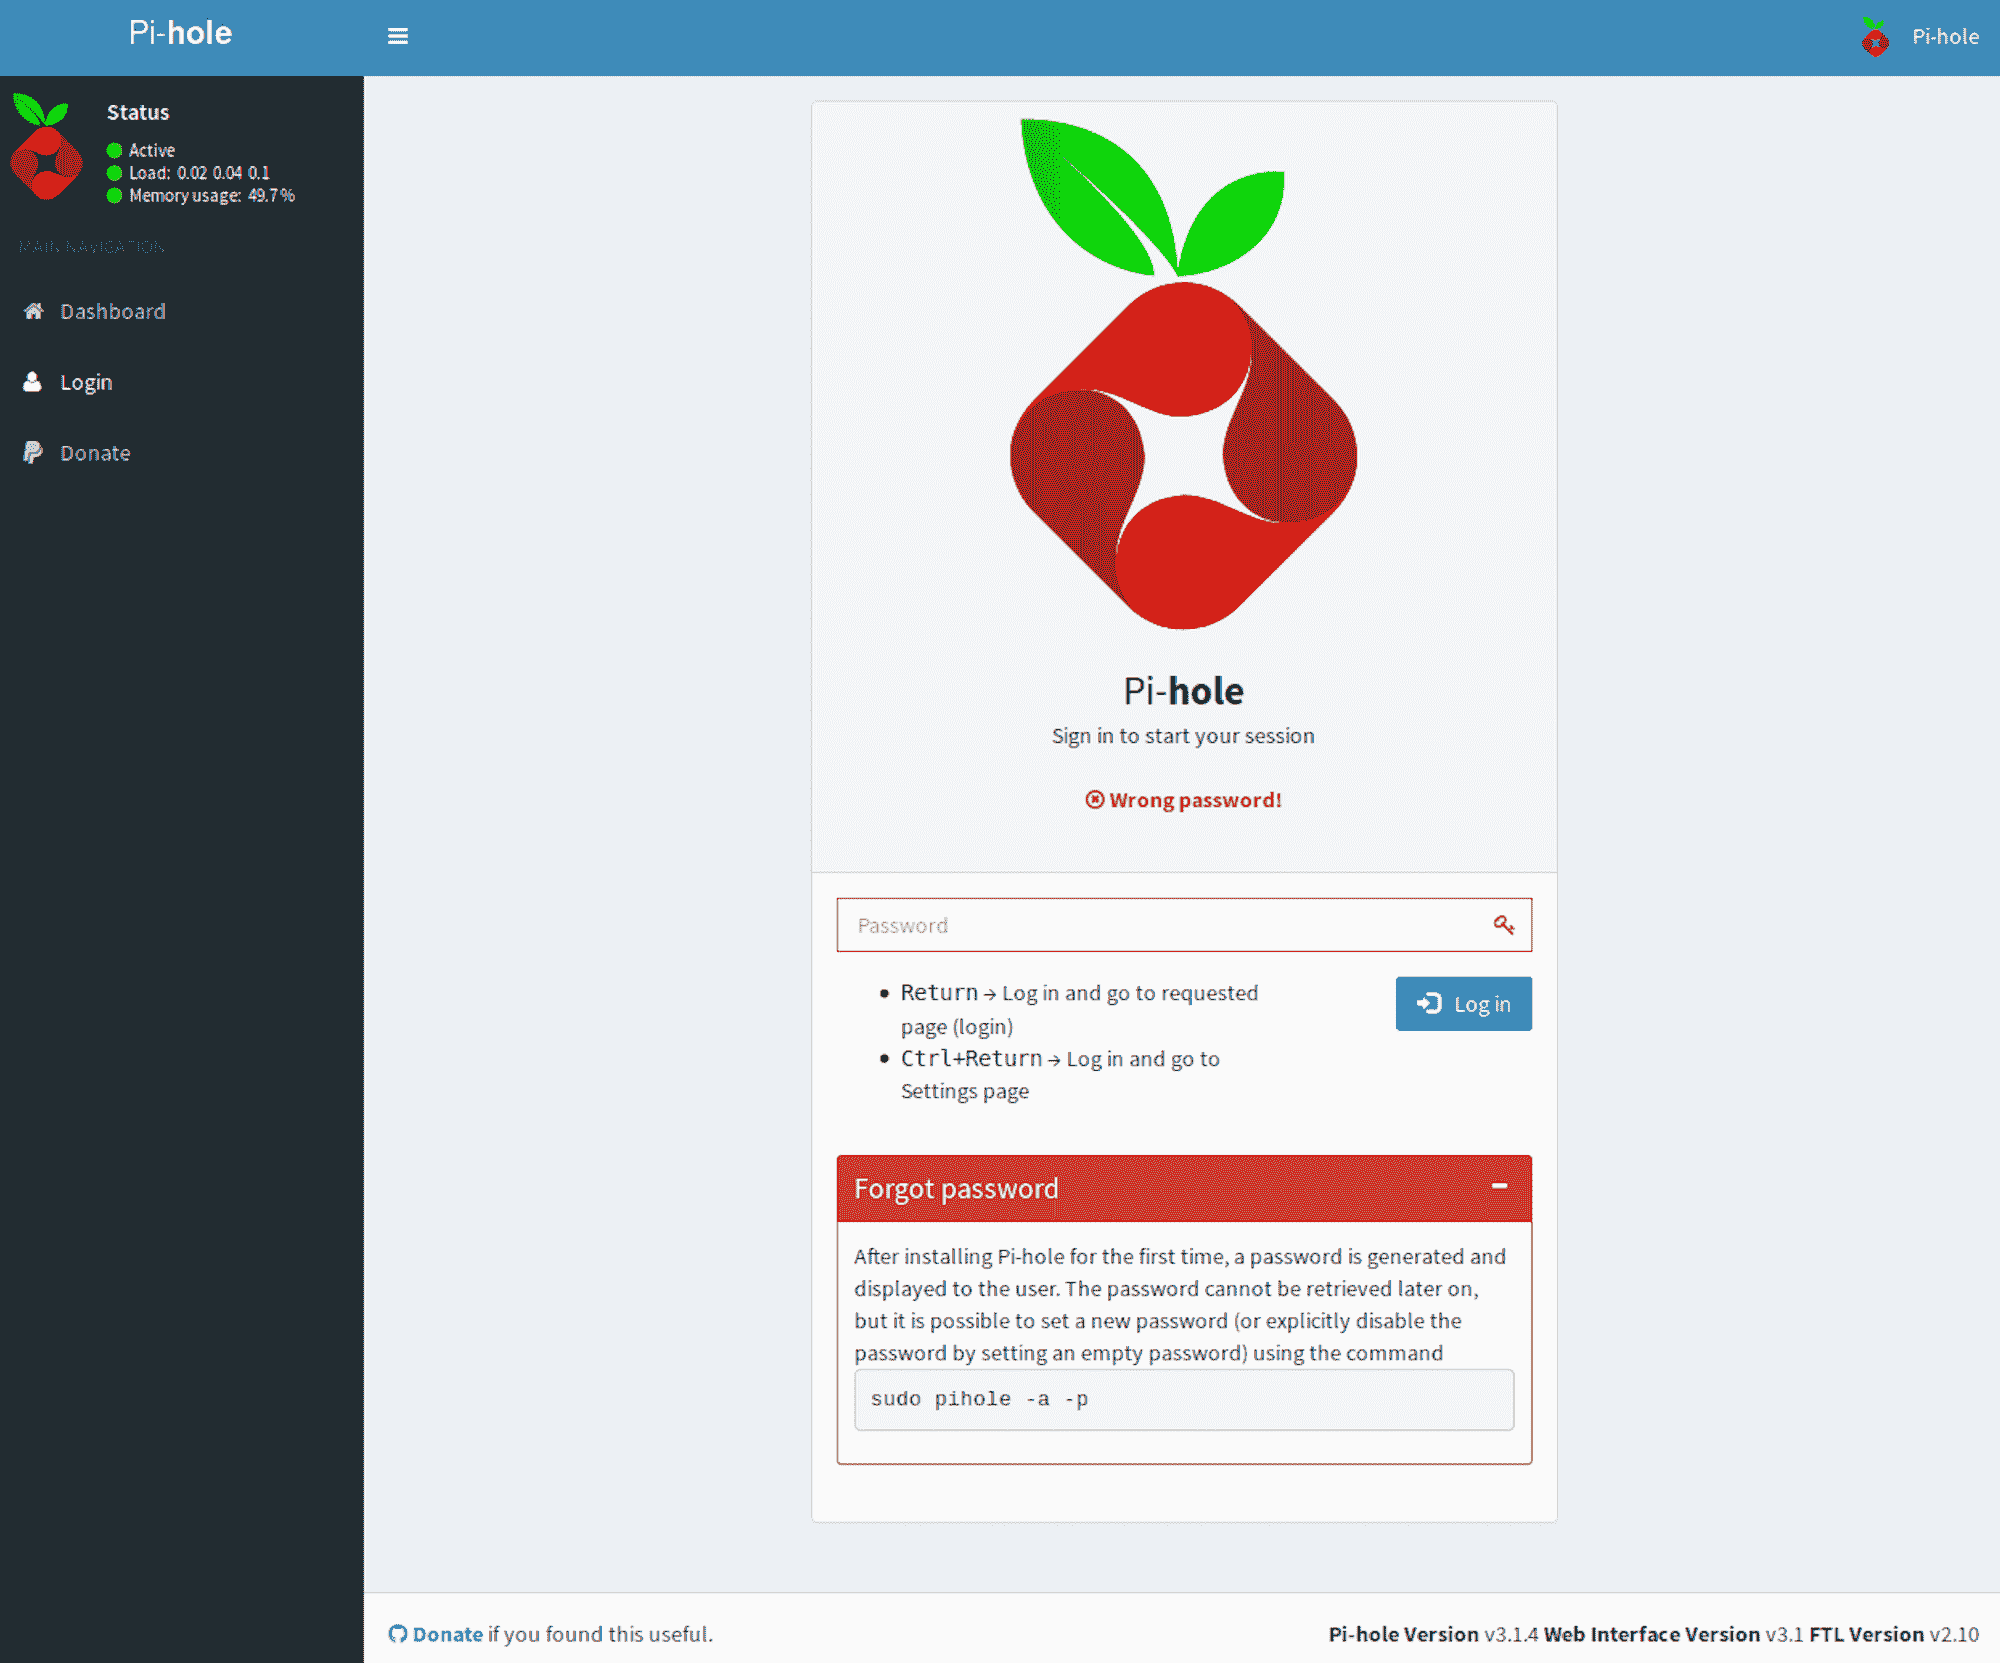 Pi-hole
Pi-hole
Status
Active
Load: 0.02 0.04 0.1
Memory usage: 49.7%
MAIN NAVIGATION
Dashboard
Login
Donate
Pi-hole
Sign in to start your session
Wrong password!
Password
Return → Log in and go to requested
page (login)
Ctrl+Return → Log in and go to
Settings page
Log in
Forgot password
After installing Pi-hole for the first time, a password is generated and
displayed to the user. The password cannot be retrieved later on,
but it is possible to set a new password (or explicitly disable the
password by setting an empty password) using the command
sudo pihole -a -p
Donate if you found this useful.
Pi-hole Version v3.1.4 Web Interface Version v3.1 FTL Version v2.10